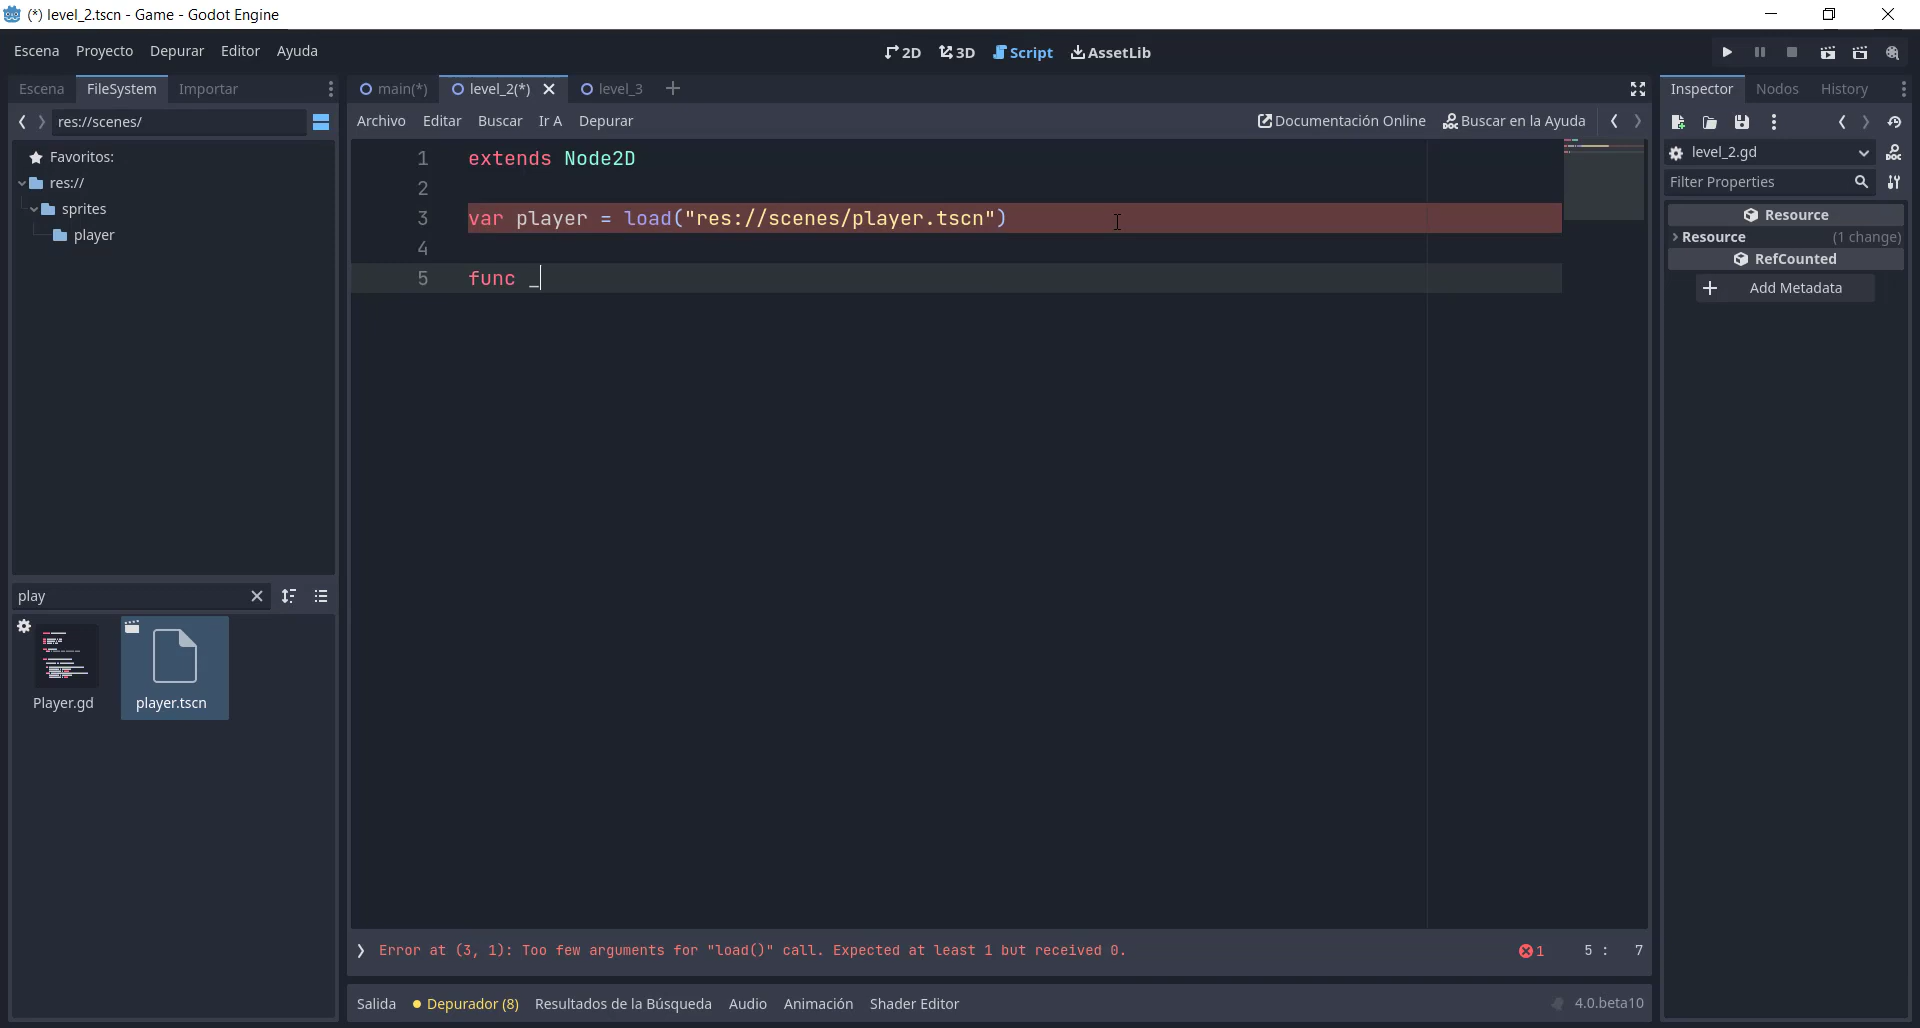 (*) level_2.tscn - Game - Godot Engine
Escena Proyecto Depurar Editor Ayuda
2D 3D Script AssetLib
Escena FileSystem Importar
main(*) level_2(*) level_3
Inspector Nodos History
res://scenes/
Archivo Editar Buscar Ir A Depurar
Documentación Online Buscar en la Ayuda
level_2.gd
Filter Properties
Resource
Resource (1 change)
RefCounted
Add Metadata
Favoritos:
res://
sprites
player
1 extends Node2D
2
3 var player = load("res://scenes/player.tscn")
4
5 func _
play
Player.gd
player.tscn
Error at (3, 1): Too few arguments for "load()" call. Expected at least 1 but received 0.
1 5 : 7
Salida Depurador (8) Resultados de la Búsqueda Audio Animación Shader Editor
4.0.beta10